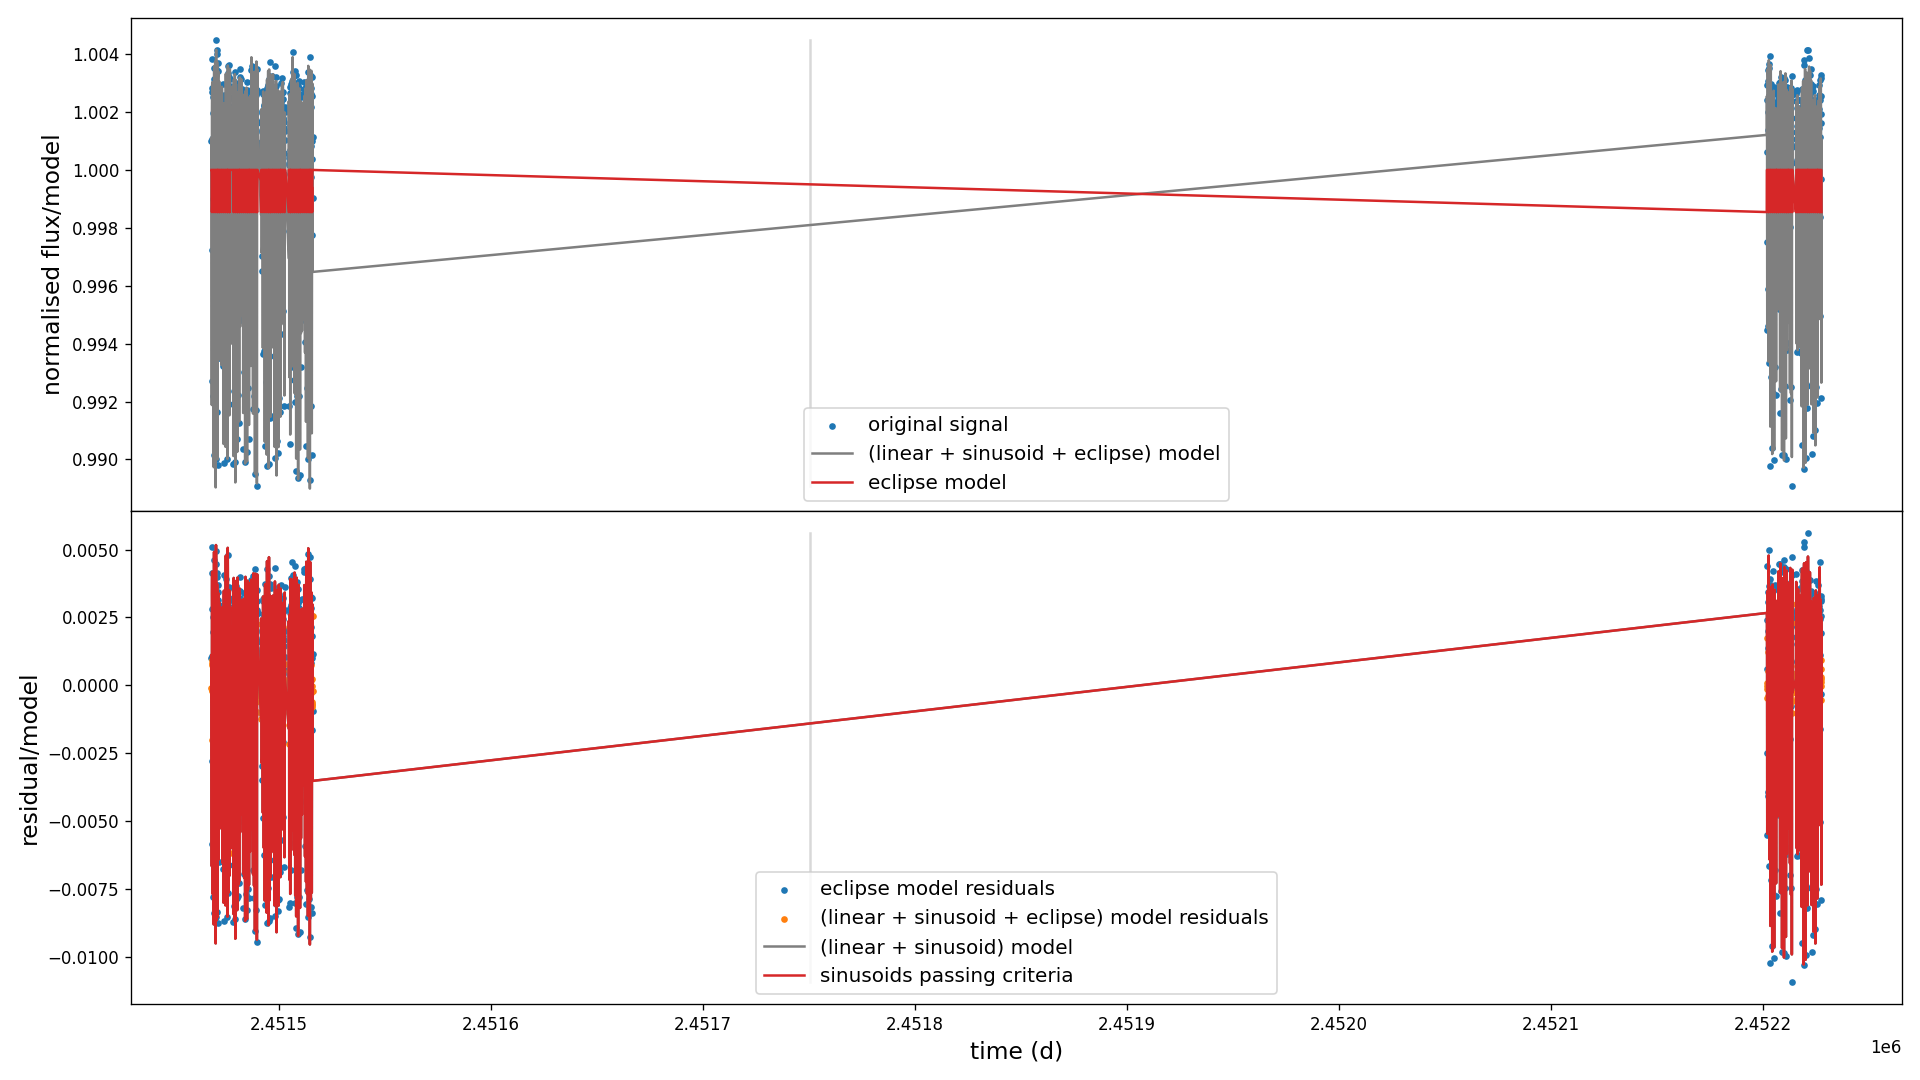 1.004
1.002
1.000
0.998
0.996
0.994
0.992
0.990
normalised flux/model
original signal
(linear + sinusoid + eclipse) model
eclipse model
0.0050
0.0025
0.0000
−0.0025
−0.0050
−0.0075
−0.0100
residual/model
eclipse model residuals
(linear + sinusoid + eclipse) model residuals
(linear + sinusoid) model
sinusoids passing criteria
2.4515 2.4516 2.4517 2.4518 2.4519 2.4520 2.4521 2.4522
1e6
time (d)